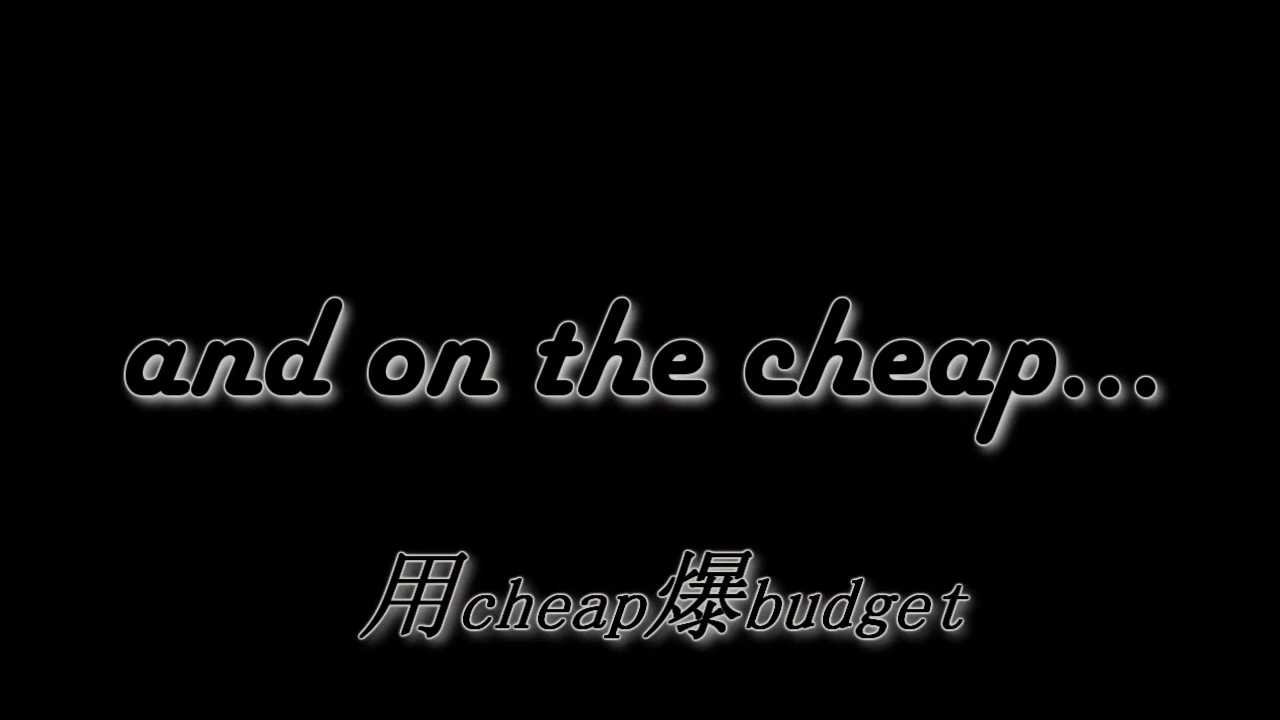 and on the cheap...
用cheap爆budget